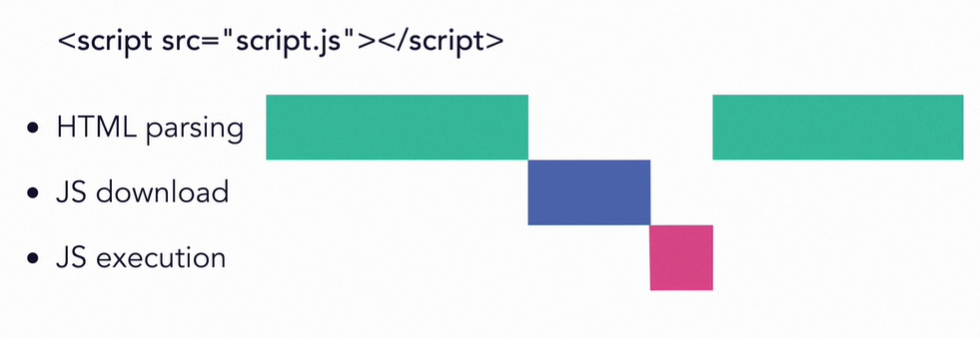 <script src="script.js"></script>
• HTML parsing
• JS download
• JS execution